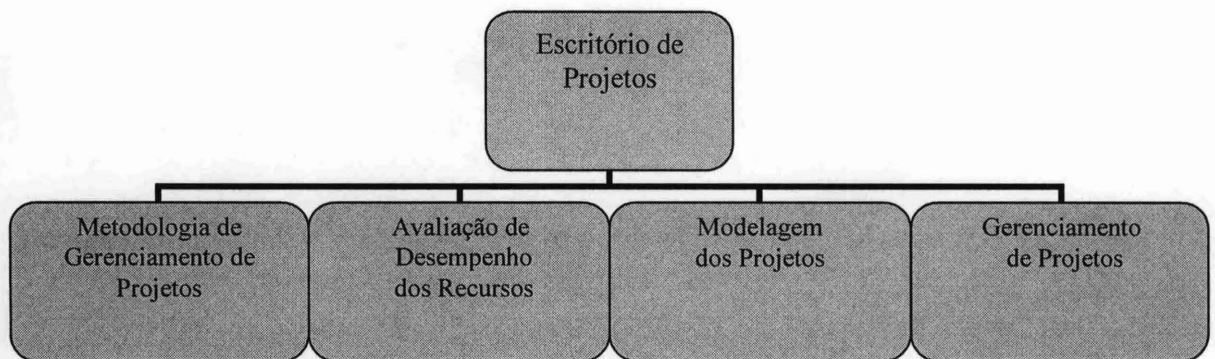 Escritório de
Projetos
Metodologia de
Gerenciamento de
Projetos
Avaliação de
Desempenho
dos Recursos
Modelagem
dos Projetos
Gerenciamento
de Projetos